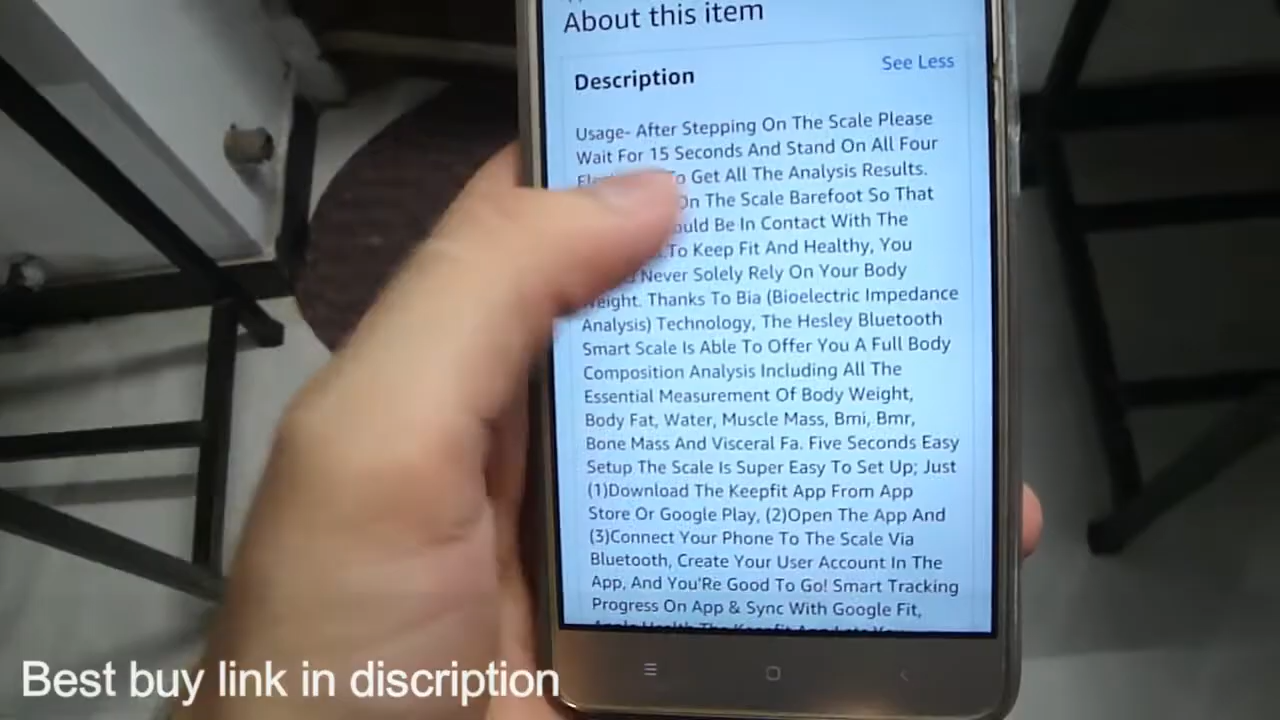 About this item
Description
See Less
Usage- After Stepping On The Scale Please
Wait For 15 Seconds And Stand On All Four
To Get All The Analysis Results.
On The Scale Barefoot So That
Be In Contact With The
To Keep Fit And Healthy, You
Never Solely Rely On Your Body
Weight. Thanks To Bia (Bioelectric Impedance
Analysis) Technology, The Hesley Bluetooth
Smart Scale Is Able To Offer You A Full Body
Composition Analysis Including All The
Essential Measurement Of Body Weight,
Body Fat, Water, Muscle Mass, Bmi, Bmr,
Bone Mass And Visceral Fa. Five Seconds Easy
Setup The Scale Is Super Easy To Set Up; Just
(1)Download The Keepfit App From App
Store Or Google Play, (2)Open The App And
(3)Connect Your Phone To The Scale Via
Bluetooth, Create Your User Account In The
App, And You'Re Good To Go! Smart Tracking
Progress On App & Sync With Google Fit,
Best buy link in discription